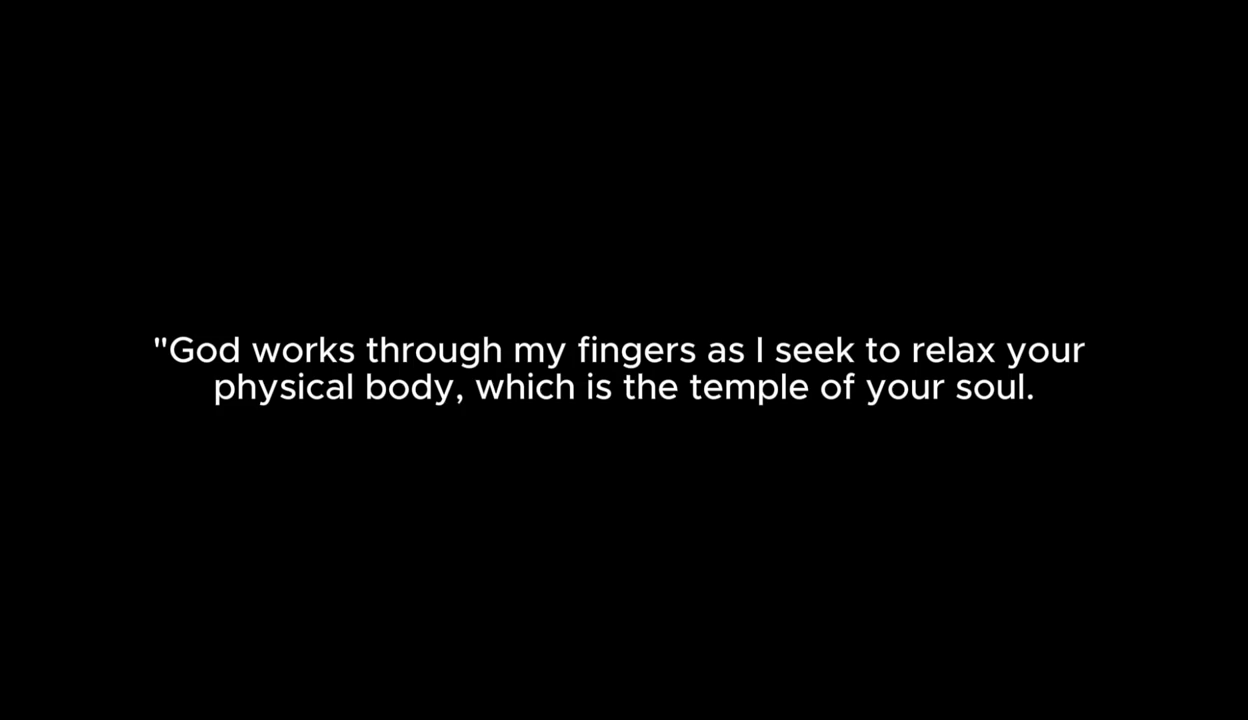 "God works through my fingers as I seek to relax your
physical body, which is the temple of your soul.